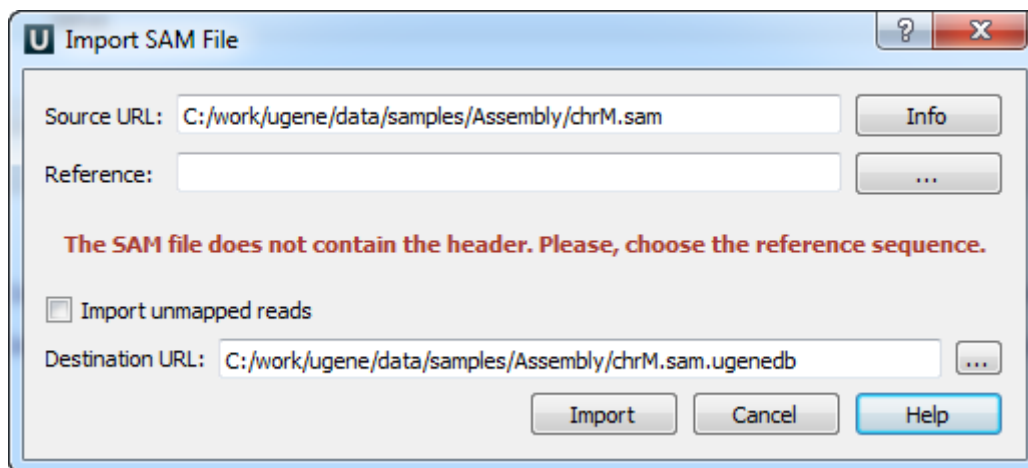 U Import SAM File ?
Source URL: C:/work/ugene/data/samples/Assembly/chrM.sam Info
Reference: ...
The SAM file does not contain the header. Please, choose the reference sequence.
Import unmapped reads
Destination URL: C:/work/ugene/data/samples/Assembly/chrM.sam.ugenedb ...
Import Cancel Help